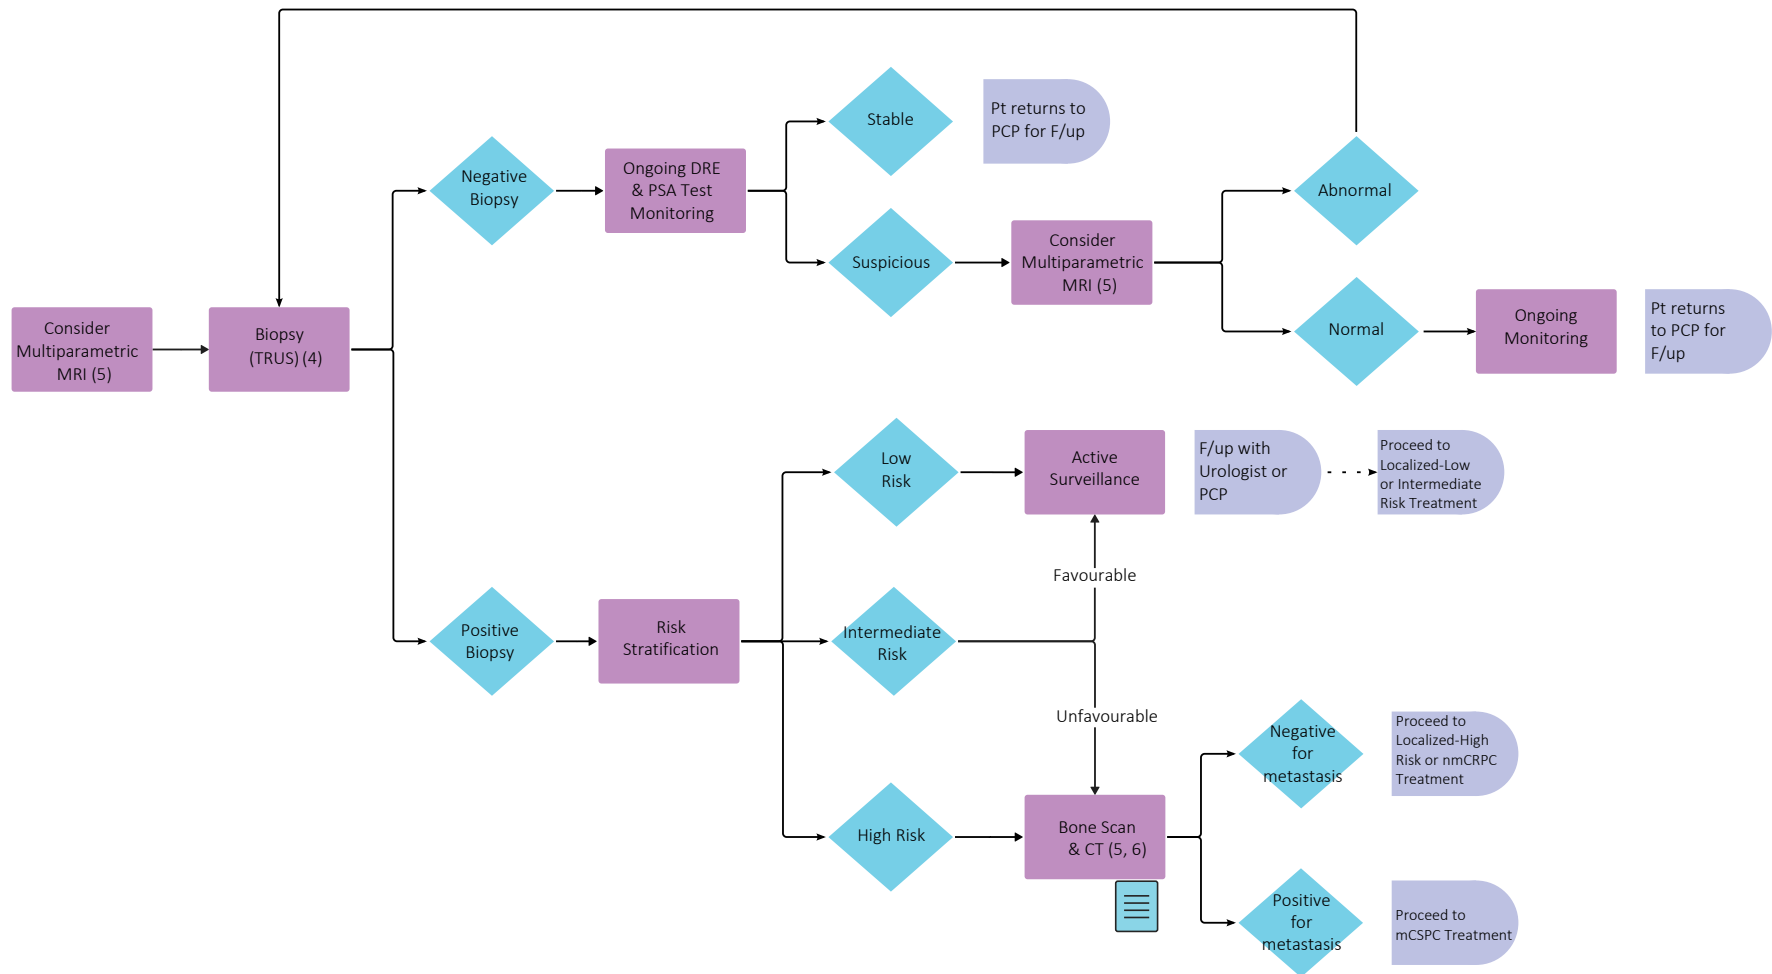 Stable
Pt returns to
PCP for F/up
Negative
Biopsy
Ongoing DRE
& PSA Test
Monitoring
Abnormal
Suspicious
Consider
Multiparametric
MRI (5)
Consider
Multiparametric
MRI (5)
Biopsy
(TRUS) (4)
Normal
Ongoing
Monitoring
Pt returns
to PCP for
F/up
Low
Risk
Active
Surveillance
F/up with
Urologist or
PCP
Proceed to
Localized-Low
or Intermediate
Risk Treatment
Favourable
Positive
Biopsy
Risk
Stratification
Intermediate
Risk
Unfavourable
Negative
for
metastasis
Proceed to
Localized-High
Risk or nmCRPC
Treatment
High Risk
Bone Scan
& CT (5, 6)
Positive
for
metastasis
Proceed to
mCSPC Treatment